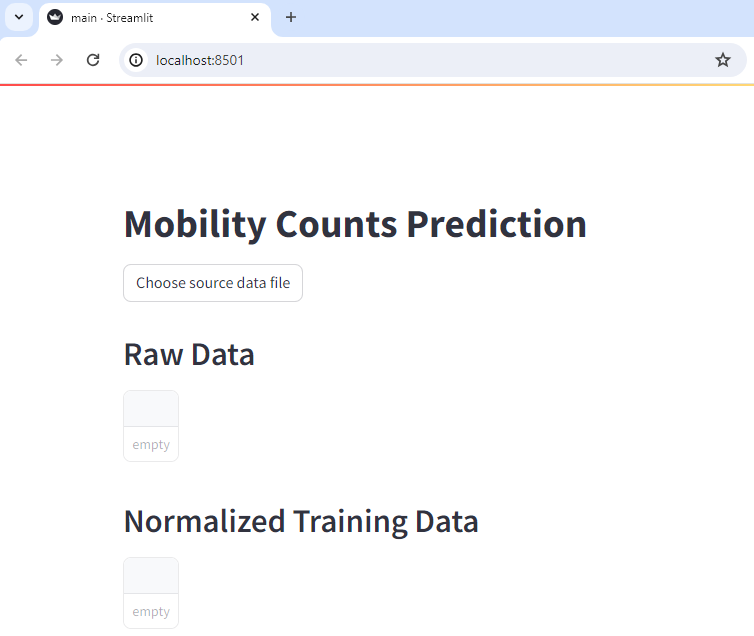 main · Streamlit
localhost:8501
Mobility Counts Prediction
Choose source data file
Raw Data
empty
Normalized Training Data
empty